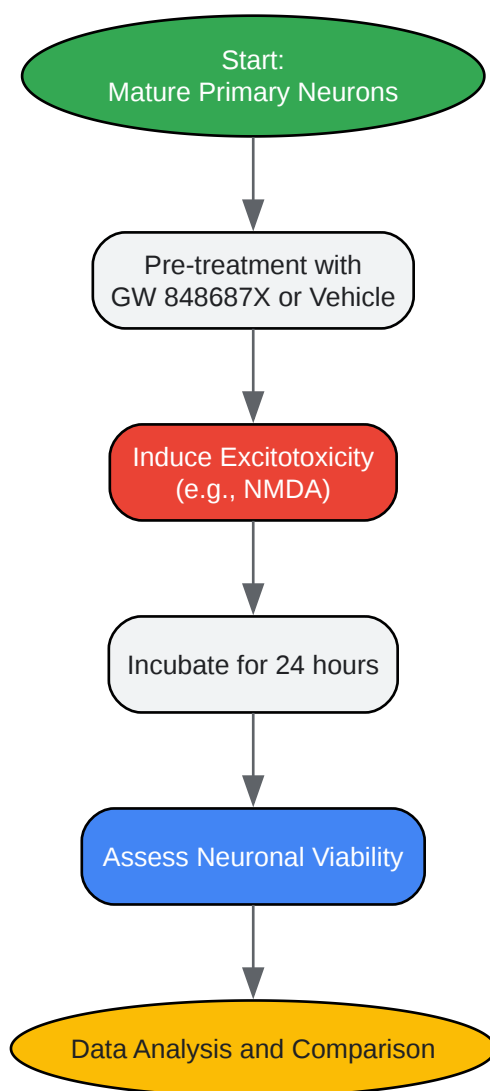 Start:
Mature Primary Neurons
Pre-treatment with
GW 848687X or Vehicle
Induce Excitotoxicity
(e.g., NMDA)
Incubate for 24 hours
Assess Neuronal Viability
Data Analysis and Comparison